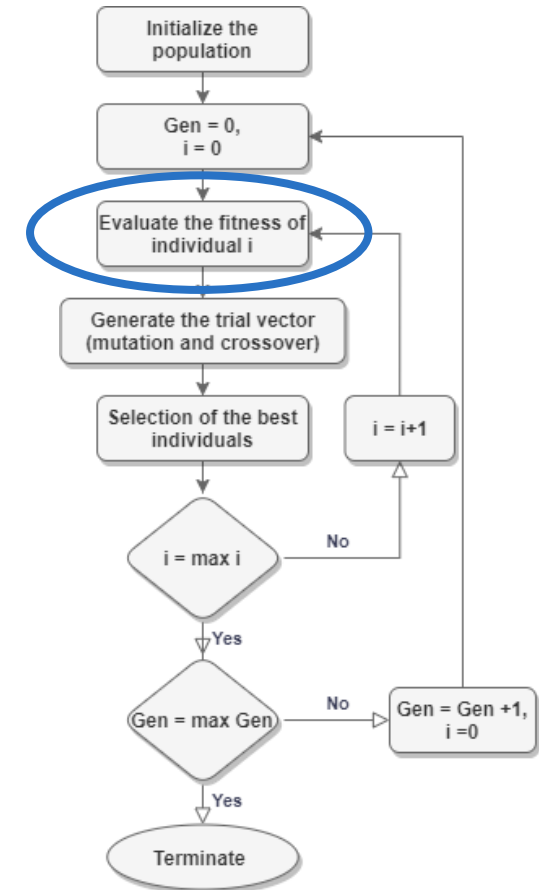 Initialize the
population
Gen = 0,
i = 0
Evaluate the fitness of
individual i
Generate the trial vector
(mutation and crossover)
Selection of the best
individuals
i = i+1
i = max i
No
Yes
Gen = max Gen
No
Gen = Gen +1,
i =0
Yes
Terminate